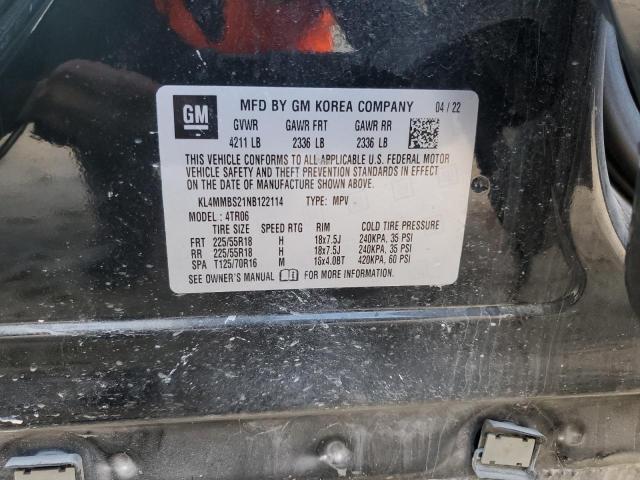 GM
MFD BY GM KOREA COMPANY 04 / 22
GVWR GAWR FRT GAWR RR
4211 LB 2336 LB 2336 LB
THIS VEHICLE CONFORMS TO ALL APPLICABLE U.S. FEDERAL MOTOR
VEHICLE SAFETY AND THEFT PREVENTION STANDARDS IN EFFECT ON
THE DATE OF MANUFACTURE SHOWN ABOVE.
KL4MMBS21NB122114 TYPE: MPV
MODEL : 4TR06
TIRE SIZE SPEED RTG RIM COLD TIRE PRESSURE
FRT 225/55R18 H 18x7.5J 240KPA, 35 PSI
RR 225/55R18 H 18x7.5J 240KPA, 35 PSI
SPA T125/70R16 M 16x4.0BT 420KPA, 60 PSI
SEE OWNER'S MANUAL FOR MORE INFORMATION.